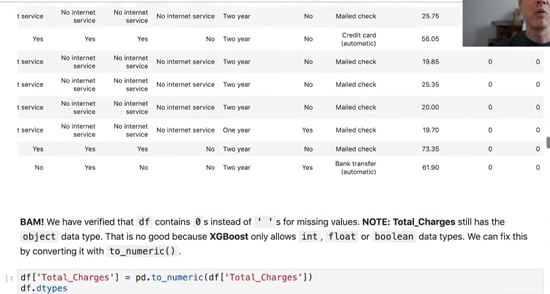 t service No internet service No internet service No internet service Two year No Mailed check 25.75
Yes Yes Yes No Two year No Credit card (automatic) 56.05
t service No internet service No internet service No internet service Two year No Mailed check 19.85 0 0
t service No internet service No internet service No internet service Two year No Mailed check 25.35 0 0
t service No internet service No internet service No internet service Two year No Mailed check 20.00 0 0
t service No internet service No internet service No internet service One year Yes Mailed check 19.70 0 0
Yes Yes Yes No Two year No Mailed check 73.35 0 0
No Yes No No Two year Yes Bank transfer (automatic) 61.90 0 0
BAM! We have verified that df contains 0 s instead of ' ' s for missing values. NOTE: Total_Charges still has the
object data type. That is no good because XGBoost only allows int , float or boolean data types. We can fix this
by converting it with to_numeric() .
]: df['Total_Charges'] = pd.to_numeric(df['Total_Charges'])
df.dtypes